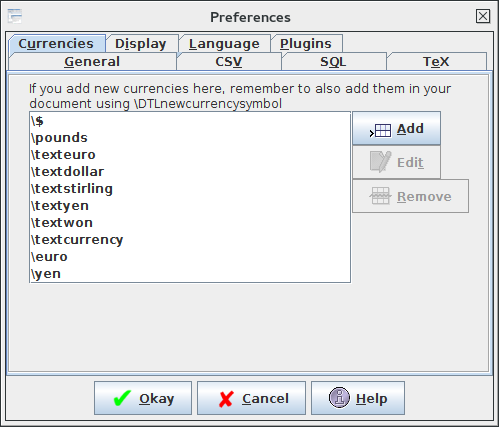 Preferences
Currencies Display Language Plugins
General CSV SQL TeX
If you add new currencies here, remember to also add them in your
document using \DTLnewcurrencysymbol
\$
\pounds
\texteuro
\textdollar
\textstirling
\textyen
\textwon
\textcurrency
\euro
\yen
Add
Edit
Remove
Okay Cancel Help